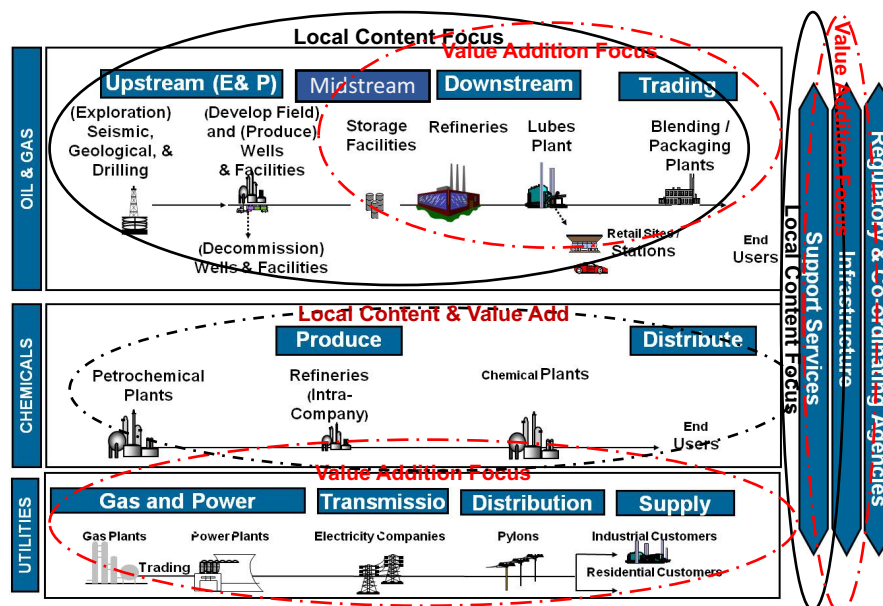 Local Content Focus
Value Addition Focus
OIL & GAS
Upstream (E& P)
Midstream
Downstream
Trading
(Exploration)
Seismic,
Geological, &
Drilling
(Develop Field)
and (Produce)
Wells
& Facilities
Storage
Facilities
Refineries
Lubes
Plant
Blending /
Packaging
Plants
(Decommission)
Wells & Facilities
Retail Sites /
Stations
End
Users
CHEMICALS
Local Content & Value Add
Produce
Distribute
Petrochemical
Plants
Refineries
(Intra-
Company)
Chemical Plants
End
Users
UTILITIES
Value Addition Focus
Gas and Power
Transmissio
Distribution
Supply
Gas Plants
Trading
Power Plants
Electricity Companies
Pylons
Industrial Customers
Residential Customers
Local Content Focus
Support Services
Value Addition Focus
Infrastructure
Regulatory & Co-ordinating Agencies